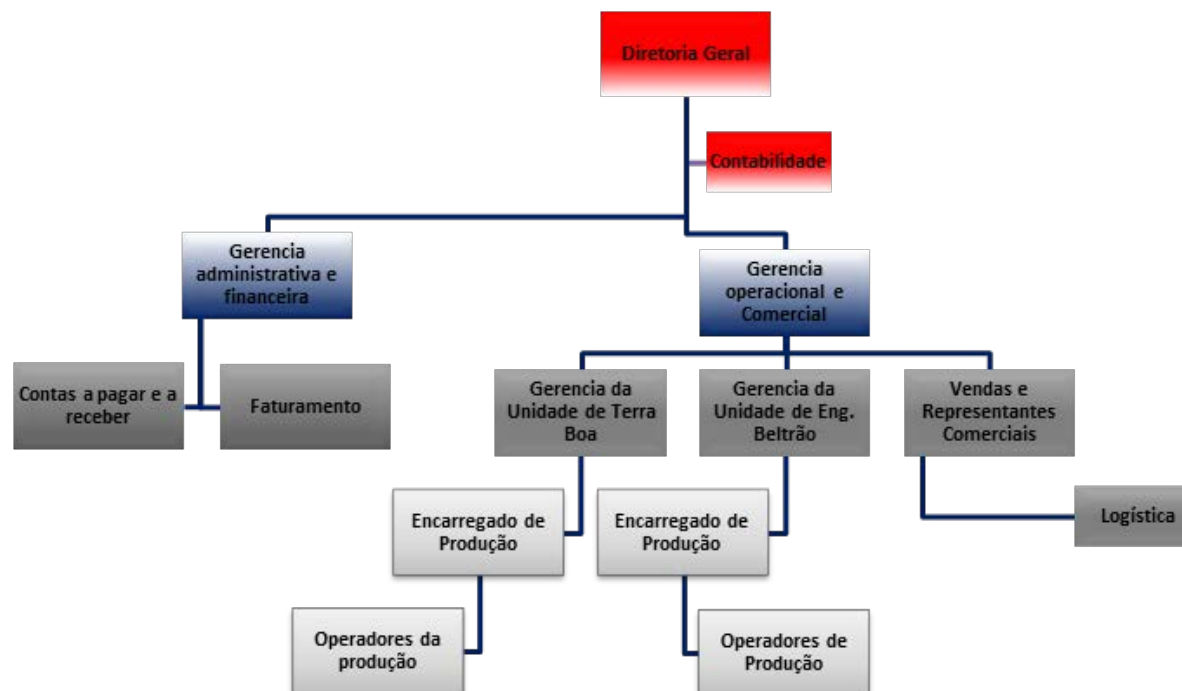 Diretoria Geral
Contabilidade
Gerencia
administrativa e
financeira
Gerencia
operacional e
Comercial
Contas a pagar e a
receber
Faturamento
Gerencia da
Unidade de Terra
Boa
Gerencia da
Unidade de Eng.
Beltrão
Vendas e
Representantes
Comerciais
Encarregado de
Produção
Encarregado de
Produção
Logística
Operadores da
produção
Operadores de
Produção